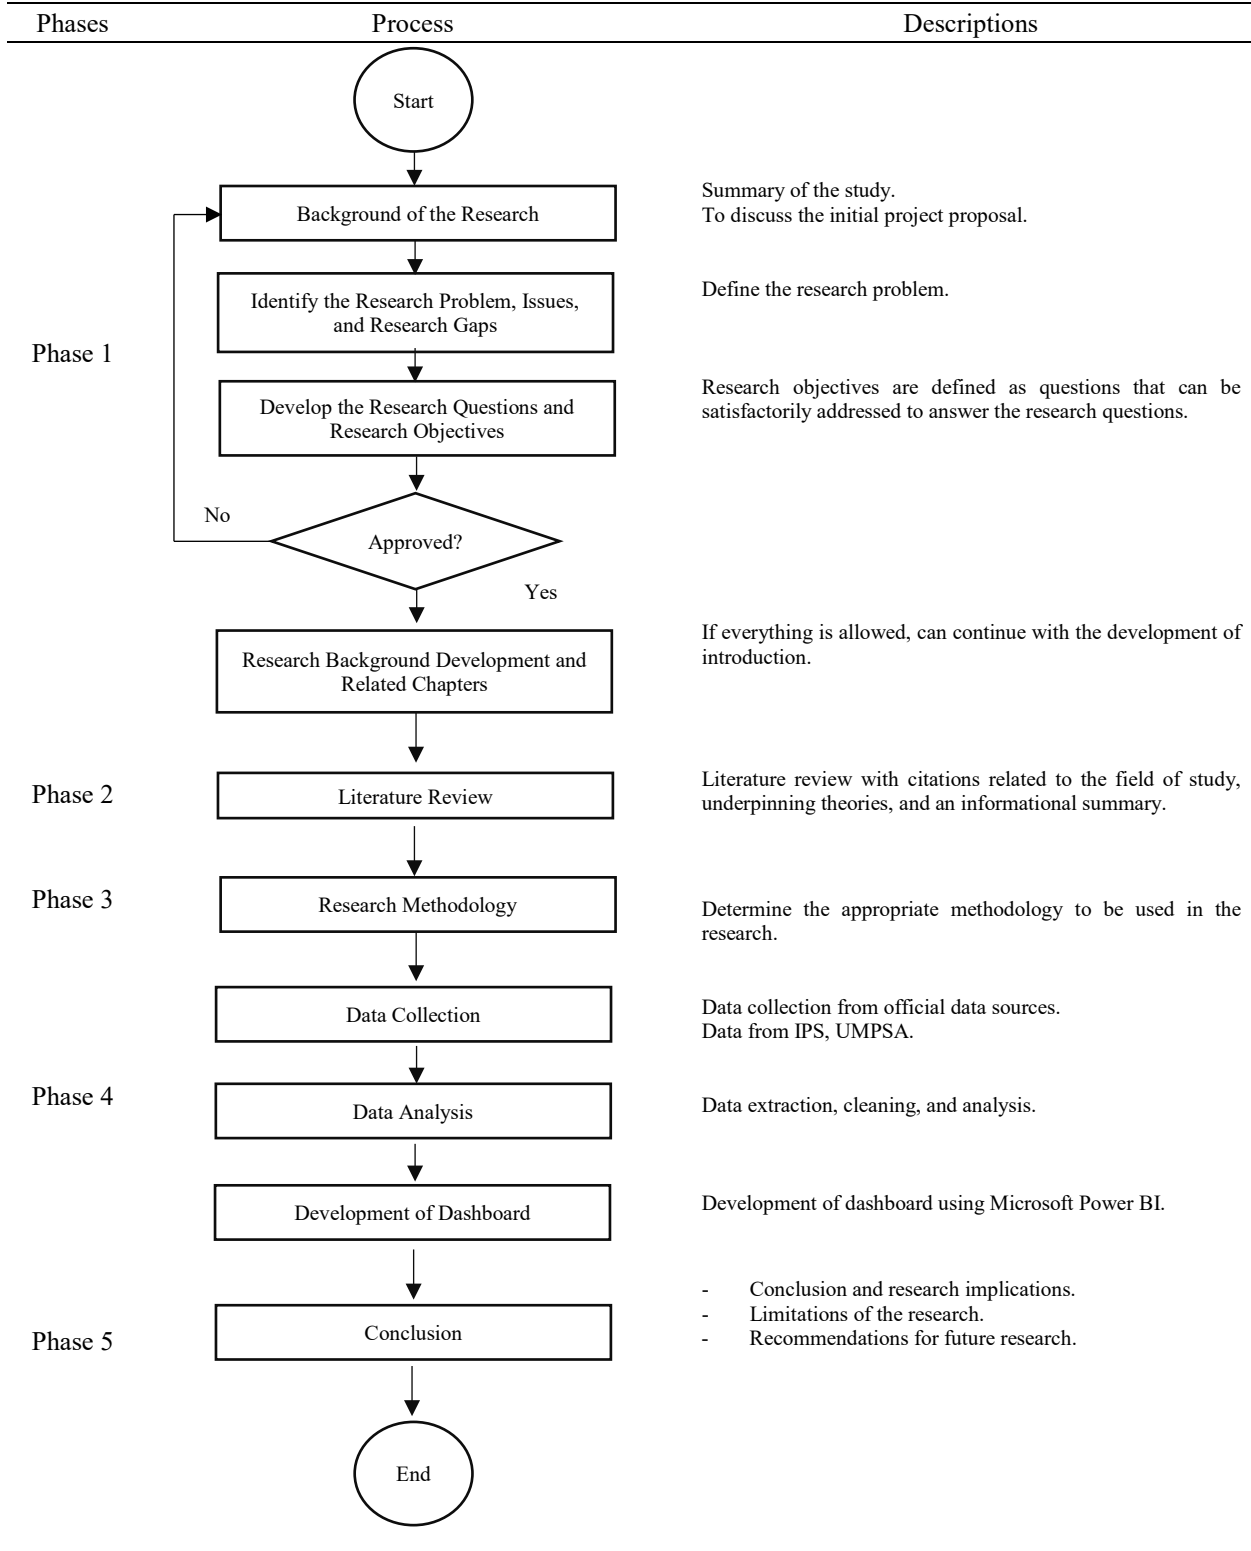 Phases
Process
Descriptions
Start
Background of the Research
Summary of the study.
To discuss the initial project proposal.
Identify the Research Problem, Issues,
and Research Gaps
Define the research problem.
Phase 1
Develop the Research Questions and
Research Objectives
Research objectives are defined as questions that can be
satisfactorily addressed to answer the research questions.
No
Approved?
Yes
Research Background Development and
Related Chapters
If everything is allowed, can continue with the development of
introduction.
Phase 2
Literature Review
Literature review with citations related to the field of study,
underpinning theories, and an informational summary.
Phase 3
Research Methodology
Determine the appropriate methodology to be used in the
research.
Data Collection
Data collection from official data sources.
Data from IPS, UMPSA.
Phase 4
Data Analysis
Data extraction, cleaning, and analysis.
Development of Dashboard
Development of dashboard using Microsoft Power BI.
Phase 5
Conclusion
- Conclusion and research implications.
- Limitations of the research.
- Recommendations for future research.
End